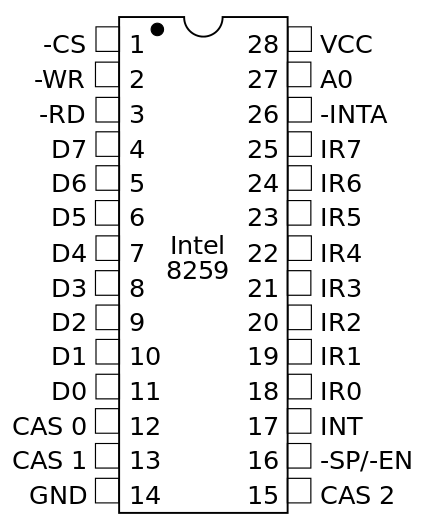 -CS 1 28 VCC
-WR 2 27 A0
-RD 3 26 -INTA
D7 4 25 IR7
D6 5 24 IR6
D5 6 23 IR5
Intel
D4 7 22 IR4
8259
D3 8 21 IR3
D2 9 20 IR2
D1 10 19 IR1
D0 11 18 IR0
CAS 0 12 17 INT
CAS 1 13 16 -SP/-EN
GND 14 15 CAS 2